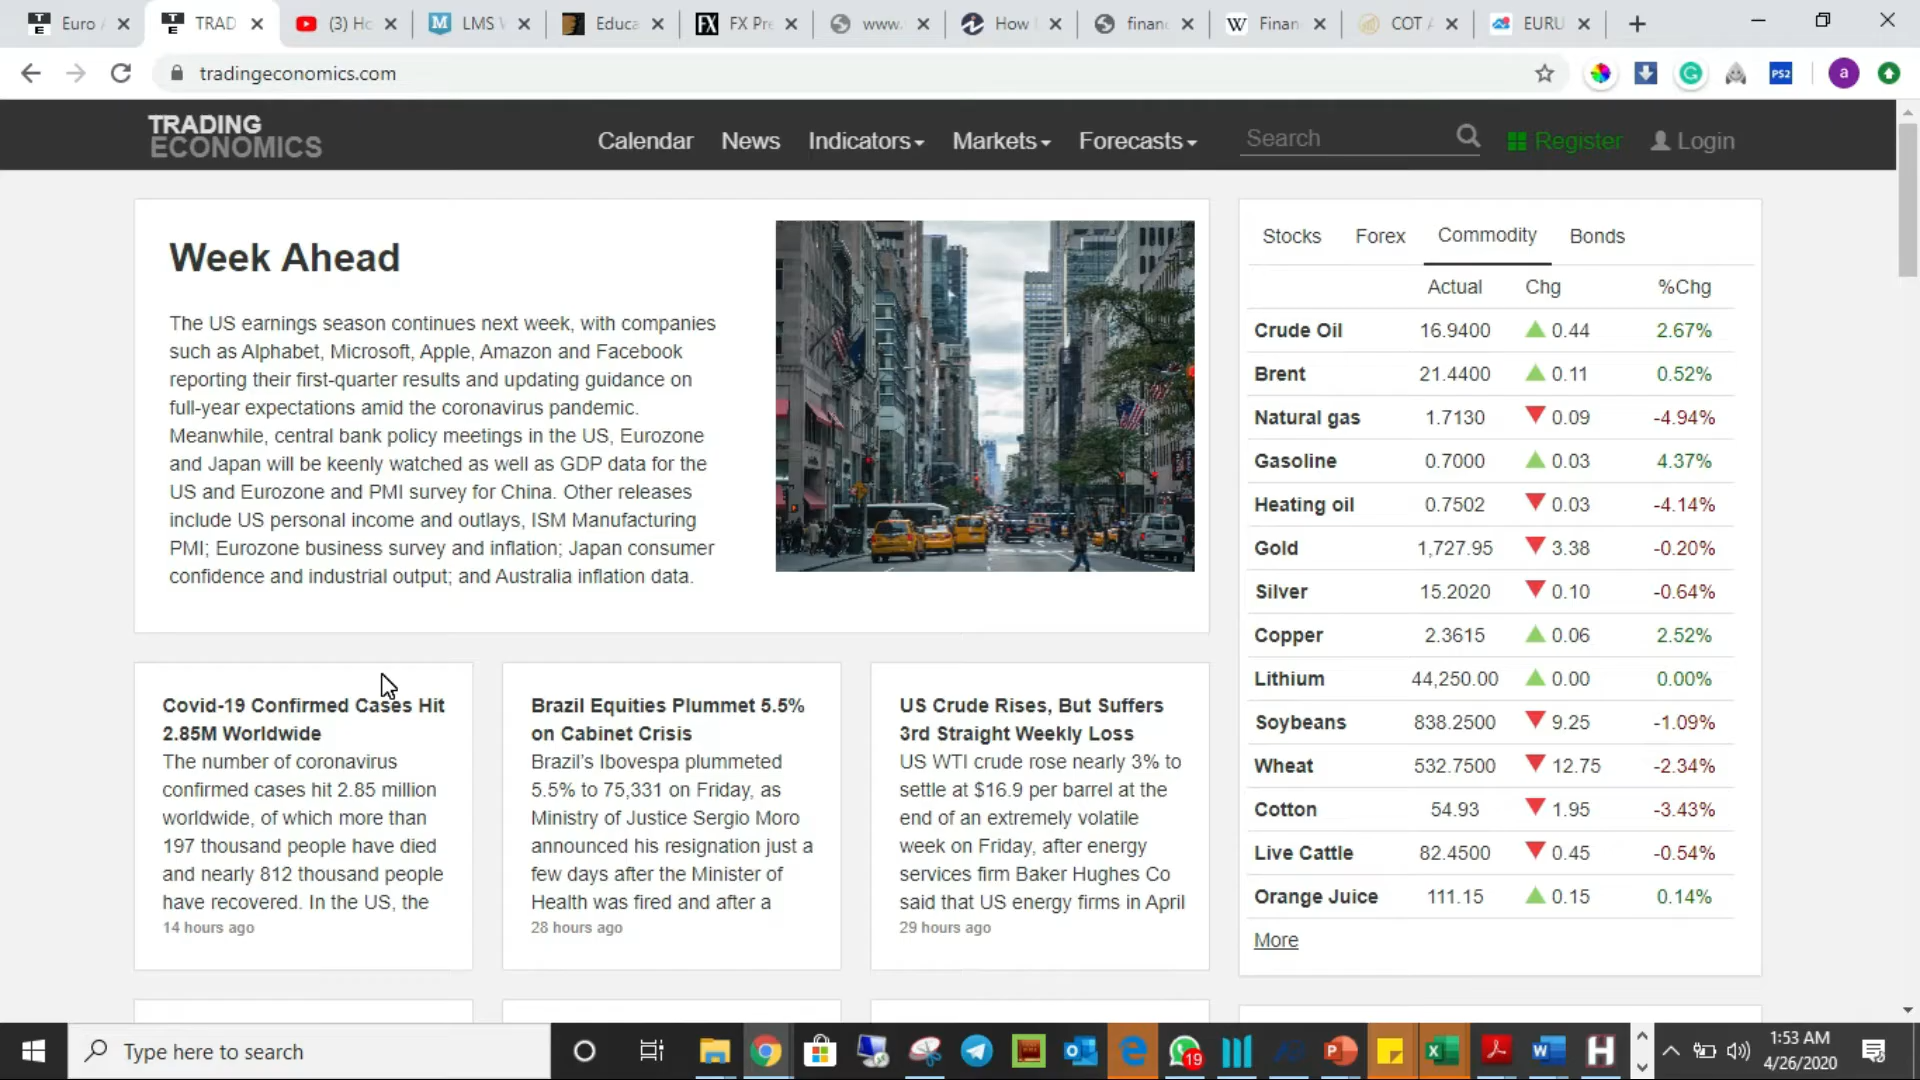 Euro /
TRAD
(3) Ho
LMS
Educa
FX Pre
www.
How
financ
Finan
COT
EURU
tradingeconomics.com
PS2
a
TRADING
ECONOMICS
Calendar
News
Indicators
Markets
Forecasts
Search
Register
Login
Week Ahead
The US earnings season continues next week, with companies
such as Alphabet, Microsoft, Apple, Amazon and Facebook
reporting their first-quarter results and updating guidance on
full-year expectations amid the coronavirus pandemic.
Meanwhile, central bank policy meetings in the US, Eurozone
and Japan will be keenly watched as well as GDP data for the
US and Eurozone and PMI survey for China. Other releases
include US personal income and outlays, ISM Manufacturing
PMI; Eurozone business survey and inflation; Japan consumer
confidence and industrial output; and Australia inflation data.
Covid-19 Confirmed Cases Hit
2.85M Worldwide
The number of coronavirus
confirmed cases hit 2.85 million
worldwide, of which more than
197 thousand people have died
and nearly 812 thousand people
have recovered. In the US, the
14 hours ago
Brazil Equities Plummet 5.5%
on Cabinet Crisis
Brazil's Ibovespa plummeted
5.5% to 75,331 on Friday, as
Ministry of Justice Sergio Moro
announced his resignation just a
few days after the Minister of
Health was fired and after a
28 hours ago
US Crude Rises, But Suffers
3rd Straight Weekly Loss
US WTI crude rose nearly 3% to
settle at $16.9 per barrel at the
end of an extremely volatile
week on Friday, after energy
services firm Baker Hughes Co
said that US energy firms in April
29 hours ago
Stocks Forex Commodity Bonds
Actual Chg %Chg
Crude Oil 16.9400 0.44 2.67%
Brent 21.4400 0.11 0.52%
Natural gas 1.7130 0.09 -4.94%
Gasoline 0.7000 0.03 4.37%
Heating oil 0.7502 0.03 -4.14%
Gold 1,727.95 3.38 -0.20%
Silver 15.2020 0.10 -0.64%
Copper 2.3615 0.06 2.52%
Lithium 44,250.00 0.00 0.00%
Soybeans 838.2500 9.25 -1.09%
Wheat 532.7500 12.75 -2.34%
Cotton 54.93 1.95 -3.43%
Live Cattle 82.4500 0.45 -0.54%
Orange Juice 111.15 0.15 0.14%
More
Type here to search
19
1:53 AM
4/26/2020